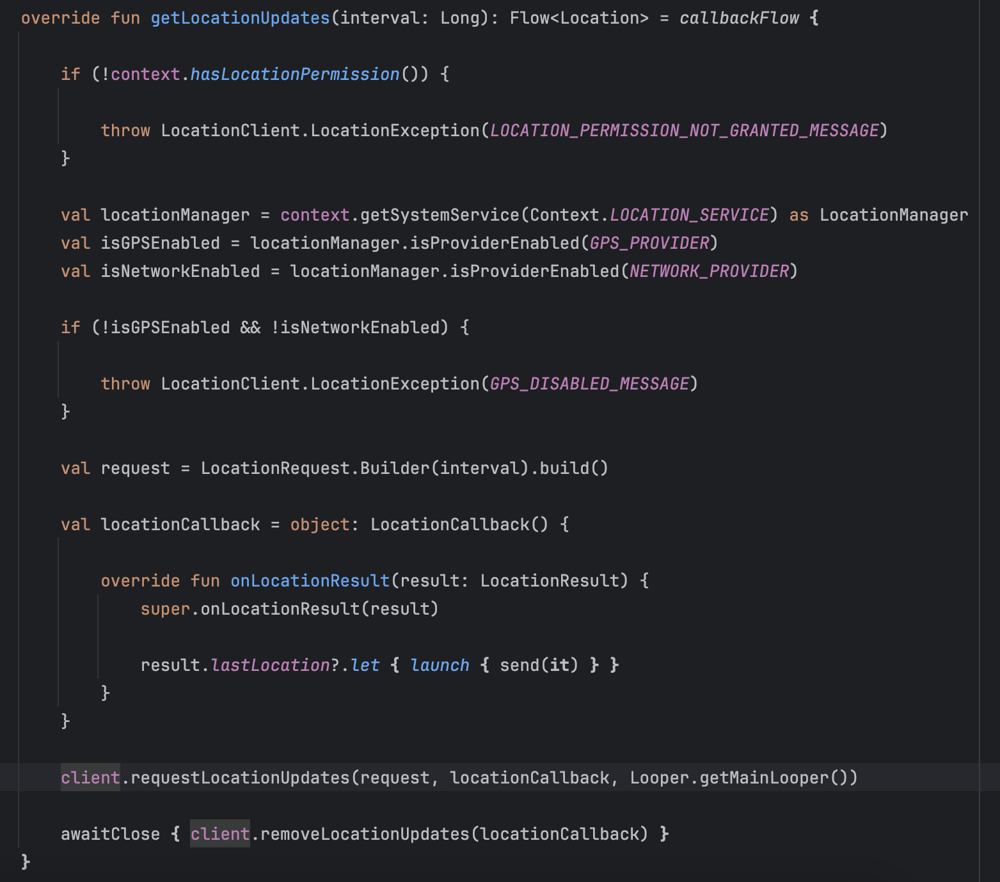 override fun getLocationUpdates(interval: Long): Flow<Location> = callbackFlow {
if (!context.hasLocationPermission()) {
throw LocationClient.LocationException(LOCATION_PERMISSION_NOT_GRANTED_MESSAGE)
}
val locationManager = context.getSystemService(Context.LOCATION_SERVICE) as LocationManager
val isGPSEnabled = locationManager.isProviderEnabled(GPS_PROVIDER)
val isNetworkEnabled = locationManager.isProviderEnabled(NETWORK_PROVIDER)
if (!isGPSEnabled && !isNetworkEnabled) {
throw LocationClient.LocationException(GPS_DISABLED_MESSAGE)
}
val request = LocationRequest.Builder(interval).build()
val locationCallback = object: LocationCallback() {
override fun onLocationResult(result: LocationResult) {
super.onLocationResult(result)
result.lastLocation?.let { launch { send(it) } }
}
}
client.requestLocationUpdates(request, locationCallback, Looper.getMainLooper())
awaitClose { client.removeLocationUpdates(locationCallback) }
}